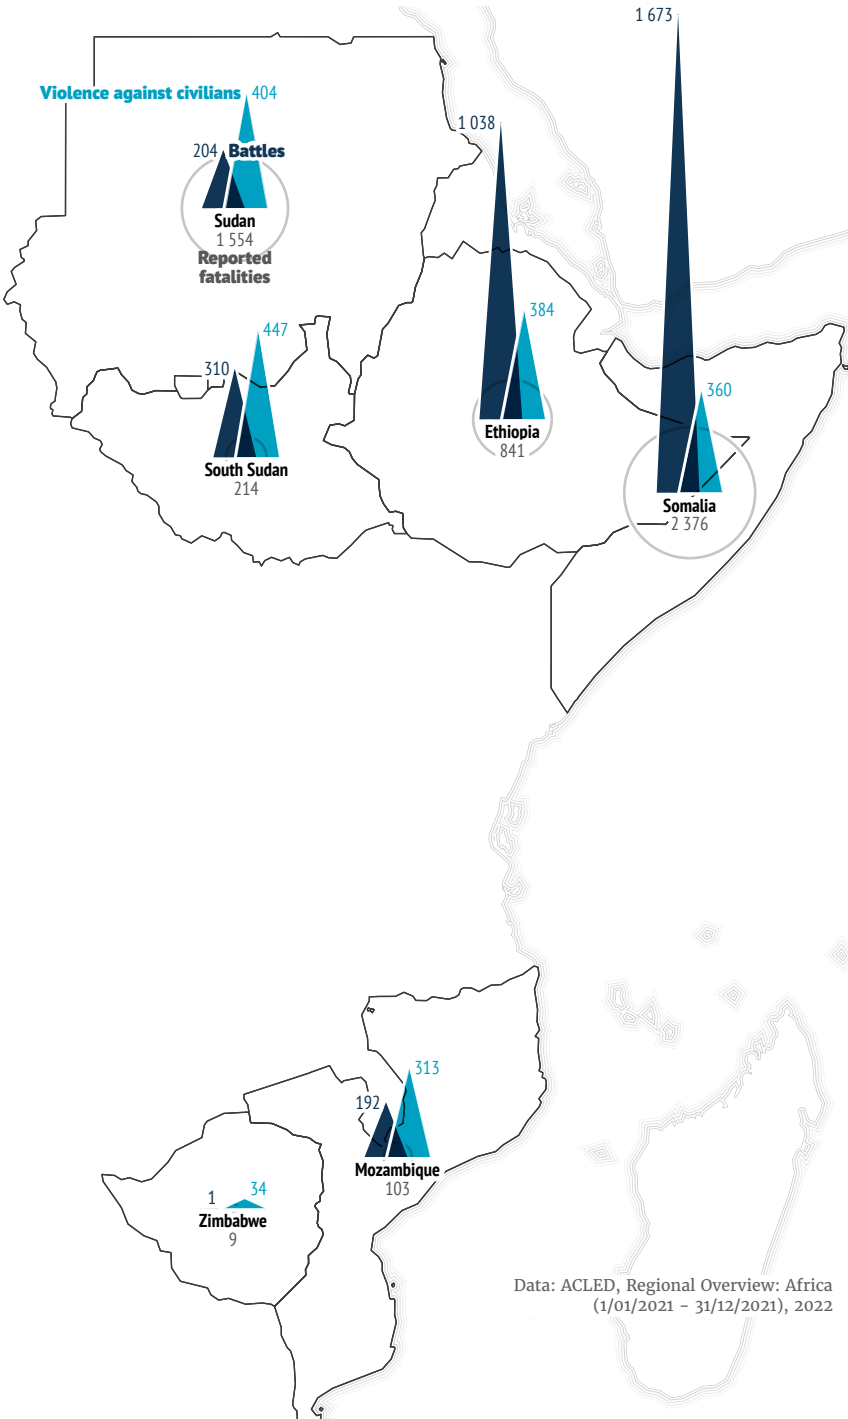 1 673
Violence against civilians 404
1 038
204 Battles
Sudan
1 554
Reported
fatalities
384
447
310
360
Ethiopia
841
South Sudan
214
Somalia
2 376
313
192
Mozambique
103
1
34
Zimbabwe
9
Data: ACLED, Regional Overview: Africa
(1/01/2021 - 31/12/2021), 2022